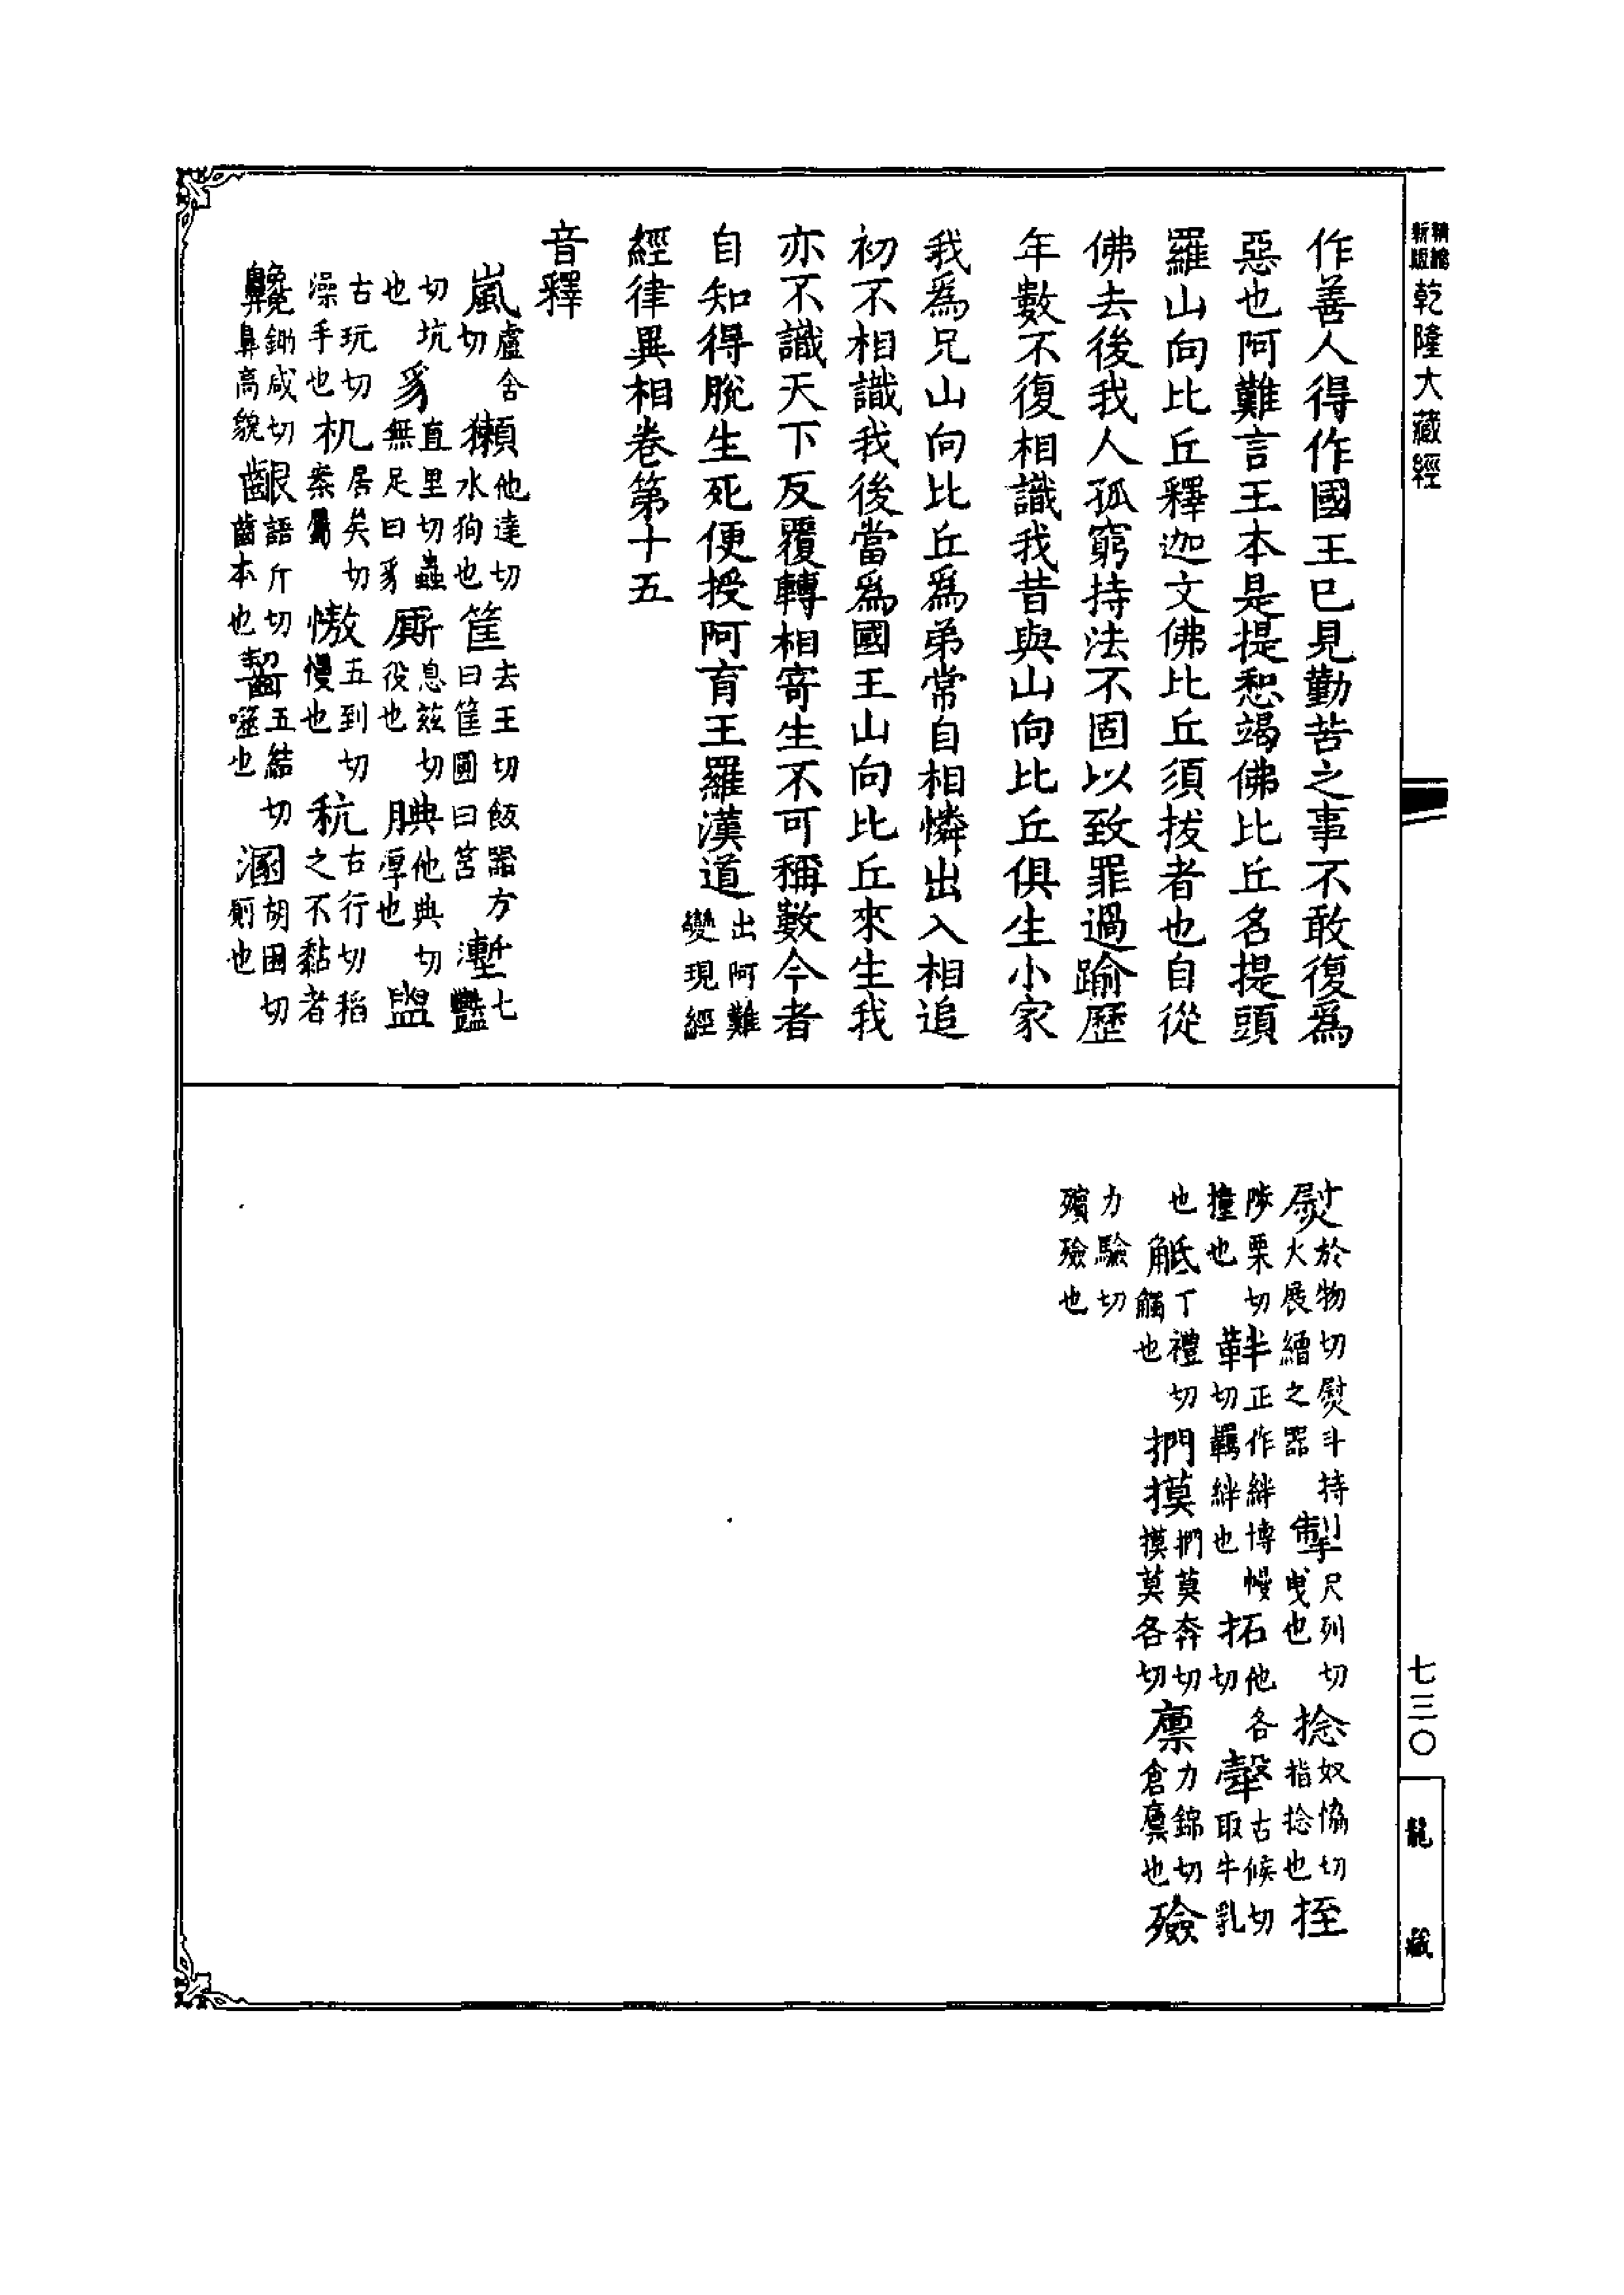 精縮新版乾隆大藏經
作善人得作國王已見勤苦之事不敢復爲
惡也阿難言王本是提惒竭佛比丘名提頭
羅山向比丘釋迦文佛比丘須拔者也自從
佛去後我人孤窮持法不固以致罪過踰歷
年數不復相識我昔與山向比丘俱生小家
我爲兄山向比丘爲弟常自相憐出入相追
初不相識我後當爲國王山向比丘來生我
亦不識天下反覆轉相寄生不可稱數今者
自知得脫生死便授阿育王羅漢道出阿難變現經
經律異相卷第十五
音釋
嵐盧含切 獺他達切水狗也 筐去王切飯器方曰筐圓曰筥 塹七豔
切坑也 豸直里切蟲無足曰豸 廝息兹切役也 腆他典切厚也 盥
古玩切澡手也 机居矣切案屬 慠五到切慢也 秔古行切稻之不黏者
鋤咸切鼻高貌 齦語斤切齒本也 齧五結切噬也 溷胡困切廁也
熨於物切熨斗持火展繒之器 掣尺列切曳也 捻奴協切指捻也 挃
陟栗切撞也 靽正作絆博幔切羈絆也 拓他各切 古候切取牛乳
也 觝丁禮切觸也 捫摸捫莫奔切摸莫各切 廩力錦切倉廩也 殮
力驗切殯殮也
七三〇
龍藏